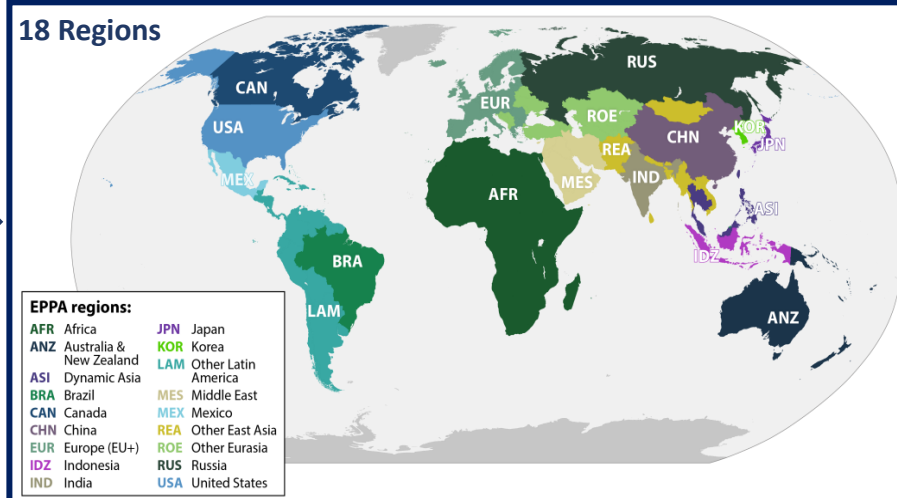 18 Regions
RUS
CAN
EUR
ROE
USA
CHN
KOR
JPN
REA
MEX
MES
IND
AFR
ASI
IDZ
BRA
LAM
ANZ
EPPA regions:
AFR Africa
ANZ Australia &
New Zealand
ASI Dynamic Asia
BRA Brazil
CAN Canada
CHN China
EUR Europe (EU+)
IDZ Indonesia
IND India
JPN Japan
KOR Korea
LAM Other Latin
America
MES Middle East
MEX Mexico
REA Other East Asia
ROE Other Eurasia
RUS Russia
USA United States